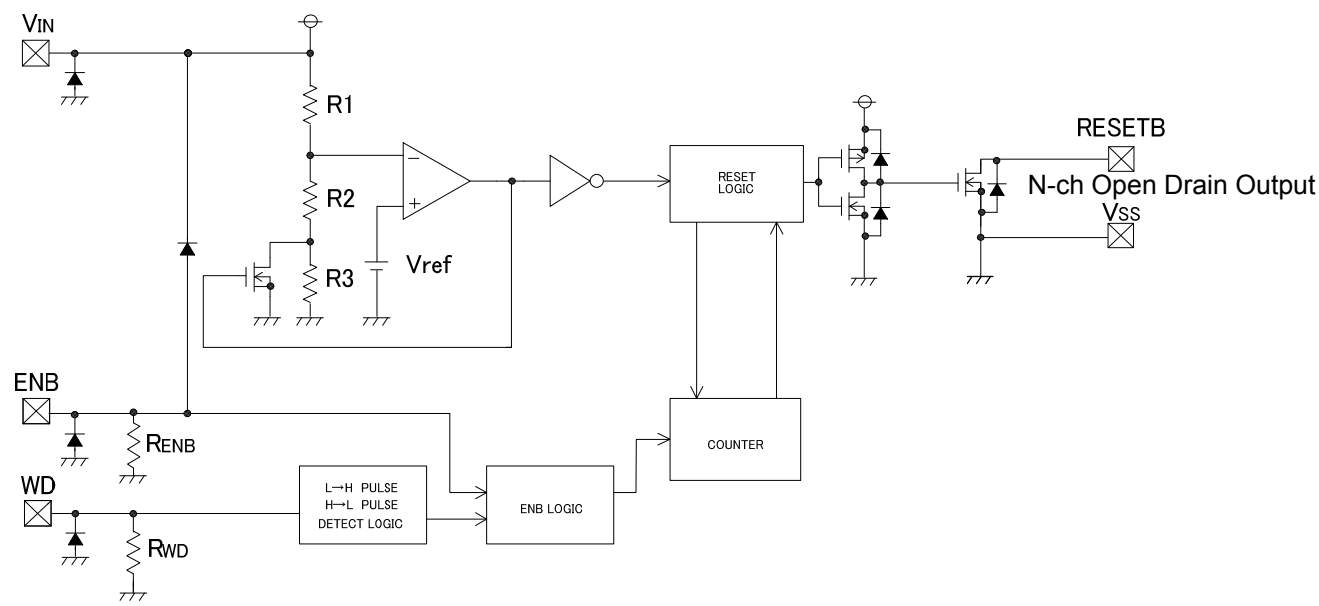 VIN
R1
R2
R3
Vref
RESET
LOGIC
RESETB
N-ch Open Drain Output
VSS
ENB
RENB
COUNTER
WD
RWD
L→H PULSE
H→L PULSE
DETECT LOGIC
ENB LOGIC